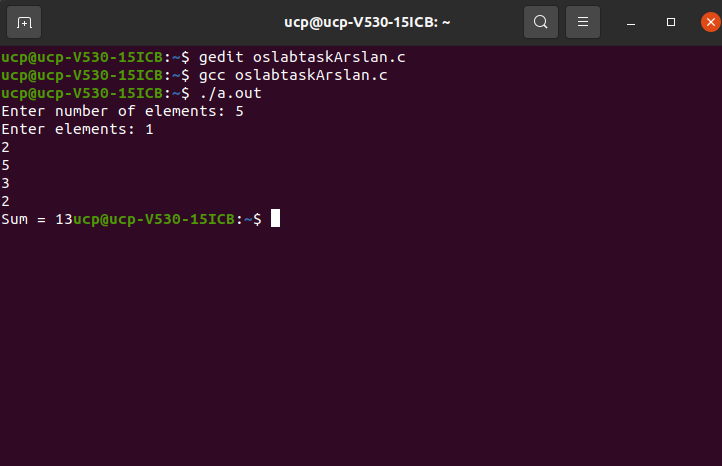 ucp@ucp-V530-15ICB: ~
ucp@ucp-V530-15ICB:~$ gedit oslabtaskArslan.c
ucp@ucp-V530-15ICB:~$ gcc oslabtaskArslan.c
ucp@ucp-V530-15ICB:~$ ./a.out
Enter number of elements: 5
Enter elements: 1
2
5
3
2
Sum = 13ucp@ucp-V530-15ICB:~$